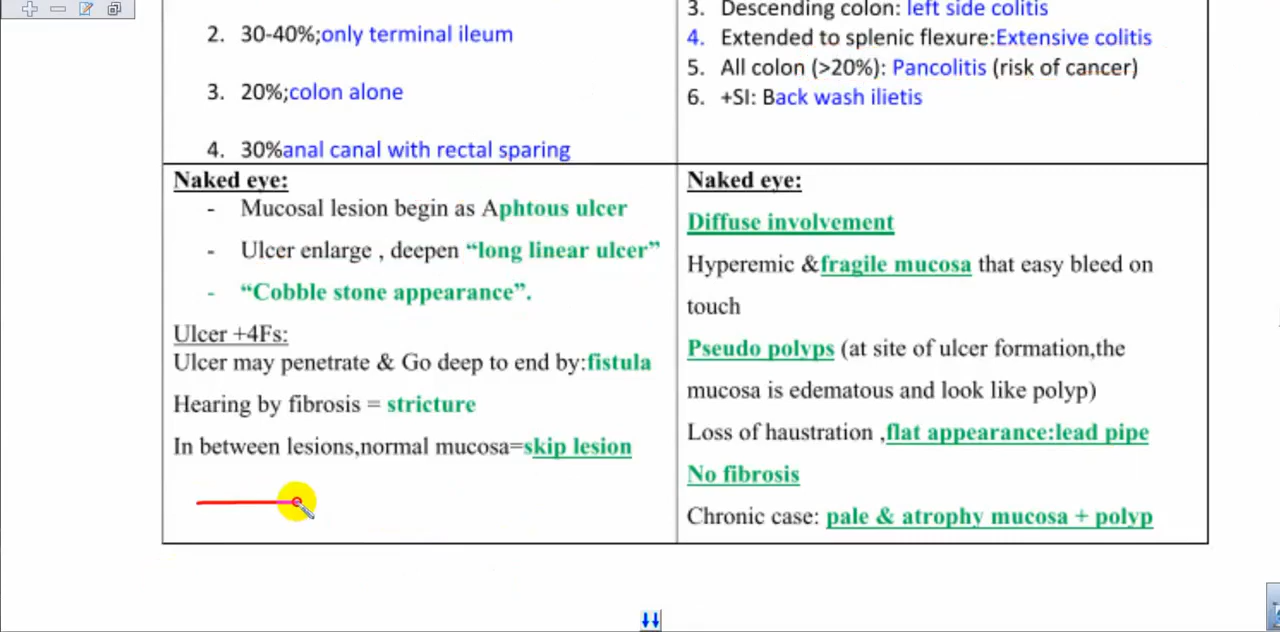 2. 30-40%;only terminal ileum
3. 20%;colon alone
4. 30%anal canal with rectal sparing
3. Descending colon: left side colitis
4. Extended to splenic flexure:Extensive colitis
5. All colon (>20%): Pancolitis (risk of cancer)
6. +SI: Back wash ilietis
Naked eye:
- Mucosal lesion begin as Aphtous ulcer
- Ulcer enlarge , deepen “long linear ulcer”
- “Cobble stone appearance”.
Ulcer +4Fs:
Ulcer may penetrate & Go deep to end by:fistula
Hearing by fibrosis = stricture
In between lesions,normal mucosa=skip lesion
Naked eye:
Diffuse involvement
Hyperemic &fragile mucosa that easy bleed on
touch
Pseudo polyps (at site of ulcer formation,the
mucosa is edematous and look like polyp)
Loss of haustration ,flat appearance:lead pipe
No fibrosis
Chronic case: pale & atrophy mucosa + polyp